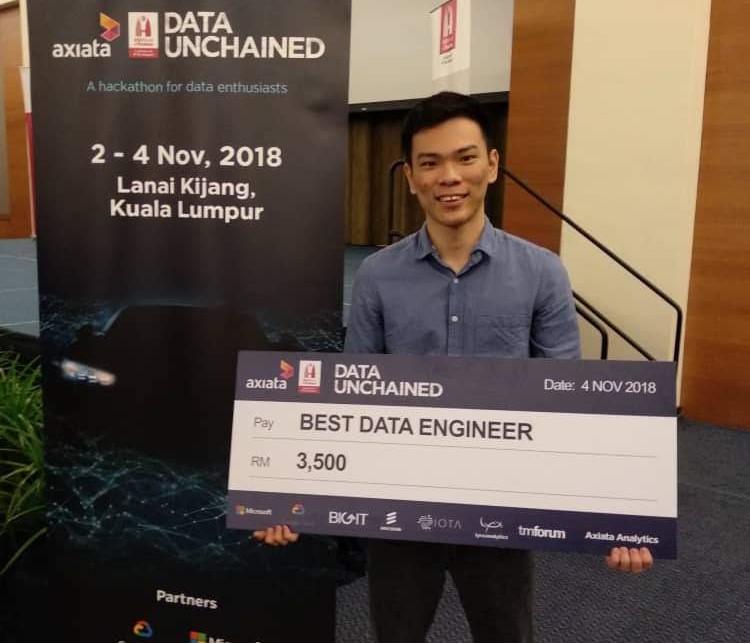 axiata
DATA
UNCHAINED
A hackathon for data enthusiasts
2 - 4 Nov, 2018
Lanai Kijang,
Kuala Lumpur
Partners
axiata
DATA
UNCHAINED
Date: 4 NOV 2018
Pay BEST DATA ENGINEER
RM 3,500
Microsoft
ERICSSON
IOTA
tmforum
Axiata Analytics